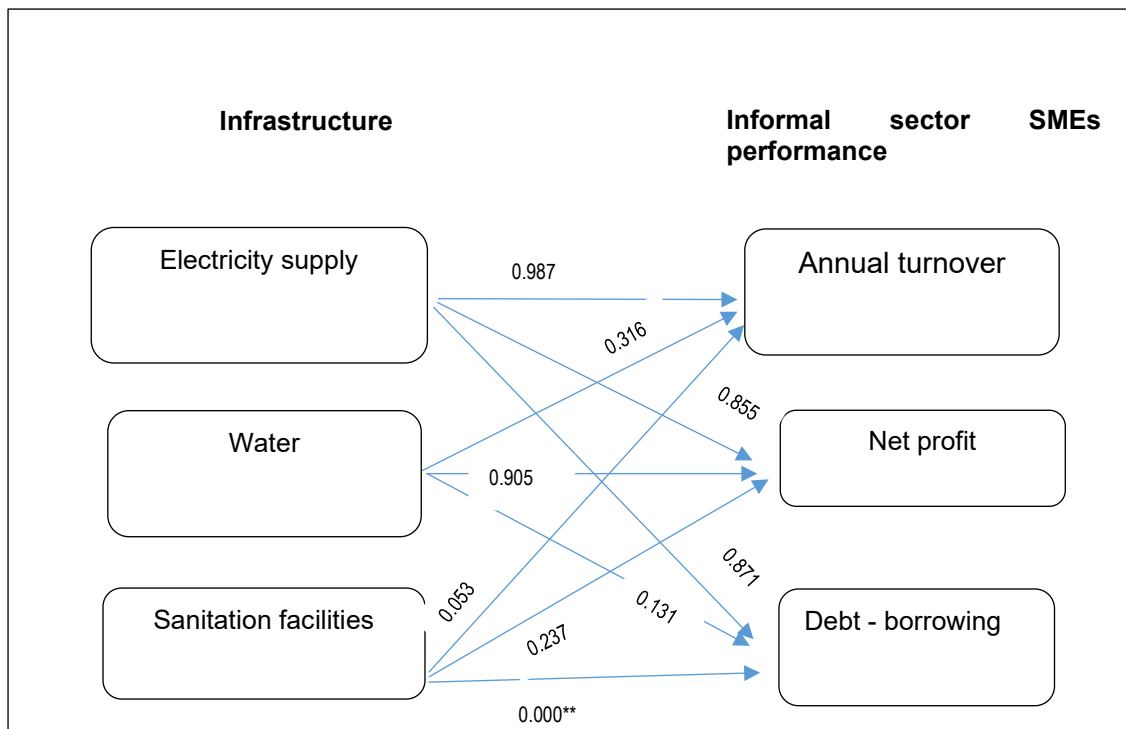 Infrastructure
Informal sector SMEs
performance
Electricity supply
Annual turnover
0.987
0.316
0.855
Water
Net profit
0.905
0.871
0.053
0.131
Sanitation facilities
Debt - borrowing
0.237
0.000**